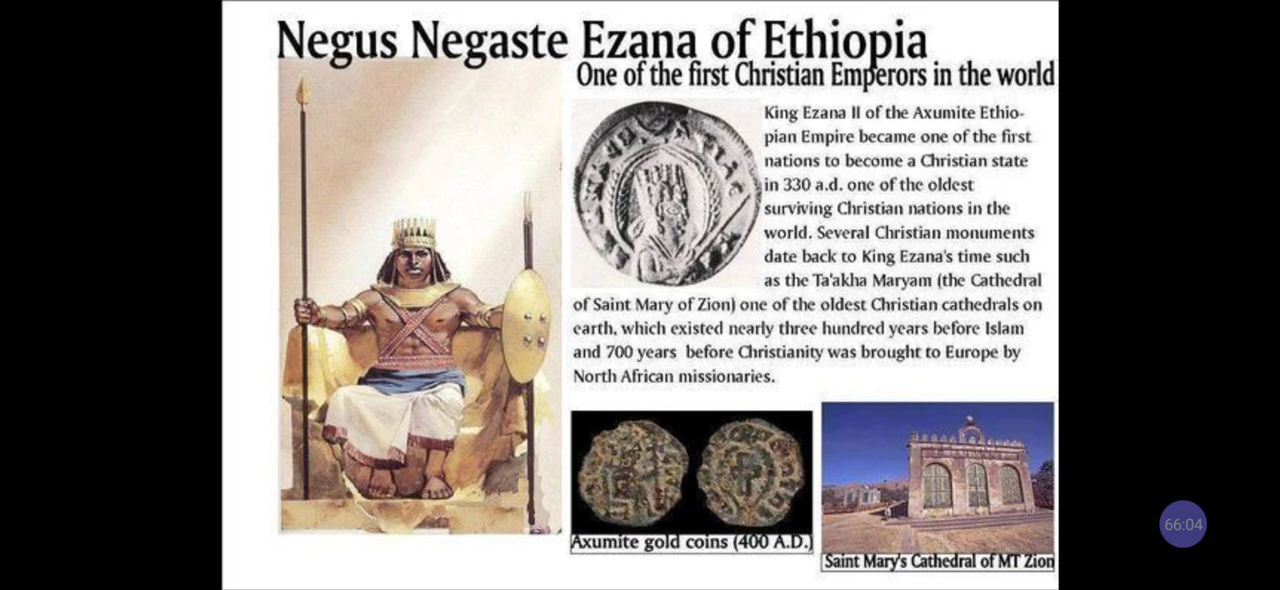 Negus Negaste Ezana of Ethiopia
One of the first Christian Emperors in the world
King Ezana II of the Axumite Ethio-
pian Empire became one of the first
nations to become a Christian state
in 330 a.d. one of the oldest
surviving Christian nations in the
world. Several Christian monuments
date back to King Ezana's time such
as the Ta'akha Maryam (the Cathedral
of Saint Mary of Zion) one of the oldest Christian cathedrals on
earth, which existed nearly three hundred years before Islam
and 700 years before Christianity was brought to Europe by
North African missionaries.
Axumite gold coins (400 A.D.)
Saint Mary's Cathedral of MT Zion
66:04